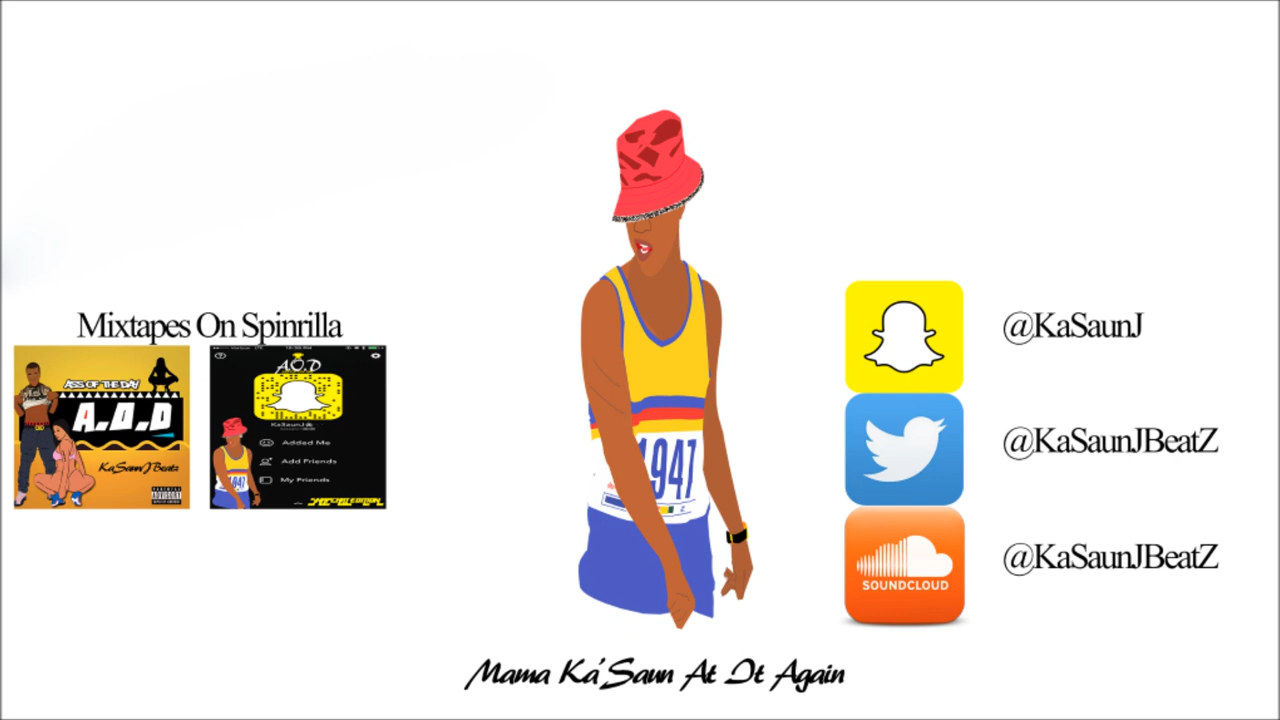 Mixtapes On Spinrilla
ASS OF THE DAY
A.O.D
KaSaunJBeatz
A.O.D
KaSaunJ
Added Me
Add Friends
My Friends
1947
@KaSaunJ
@KaSaunJBeatZ
SOUNDCLOUD
@KaSaunJBeatZ
Mama Ka'Saun At It Again